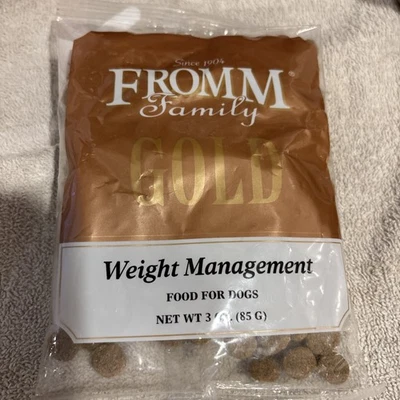 Since 1904
FROMM
Family
GOLD
Weight Management
FOOD FOR DOGS
NET WT 3 (85 G)